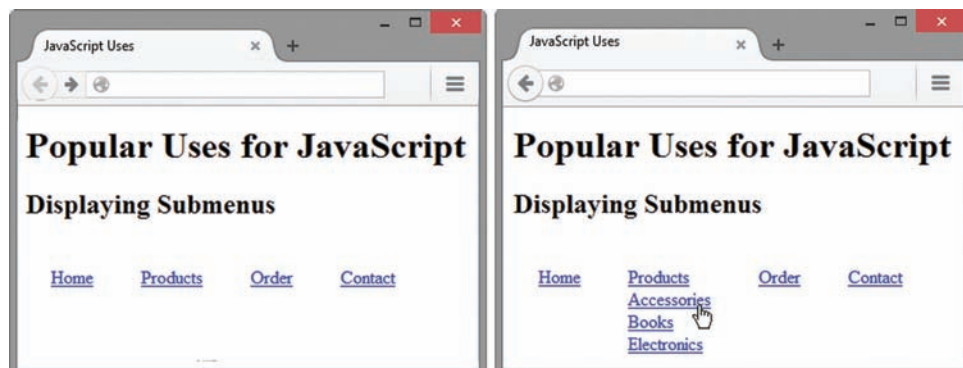 JavaScript Uses
Popular Uses for JavaScript
Displaying Submenus
Home Products Order Contact
JavaScript Uses
Popular Uses for JavaScript
Displaying Submenus
Home Products Order Contact
Accessories
Books
Electronics